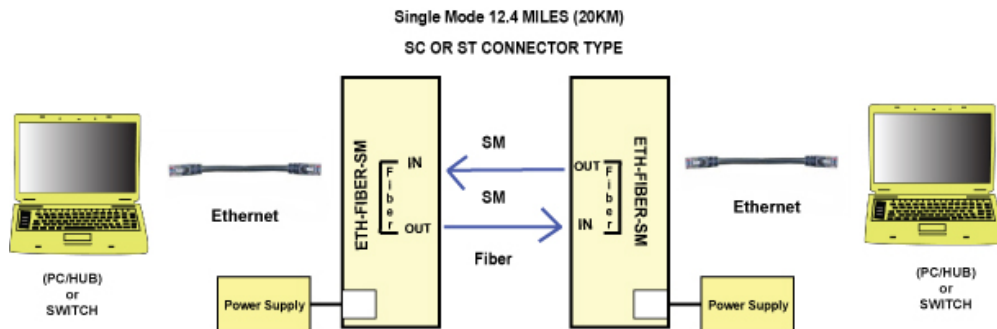 Single Mode 12.4 MILES (20KM)
SC OR ST CONNECTOR TYPE
Ethernet
(PC/HUB)
or
SWITCH
Power Supply
ETH-FIBER-SM
Fiber
IN
OUT
SM
SM
Fiber
OUT
IN
Fiber
ETH-FIBER-SM
Power Supply
Ethernet
(PC/HUB)
or
SWITCH